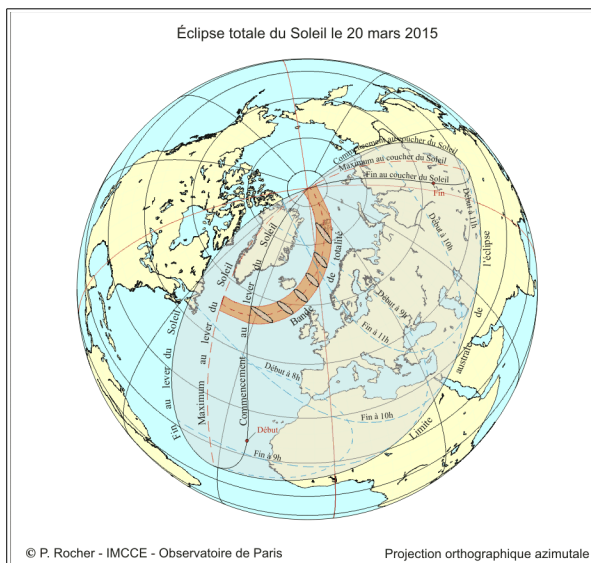 Éclipse totale du Soleil le 20 mars 2015
Commencement au coucher du Soleil
Maximum au coucher du Soleil
Fin au coucher du Soleil
Fin
Début à 11h
Début à 10h
l'éclipse
de
australe
Limite
Début à 9h
Fin à 11h
Bande de totalité
Début à 8h
Fin à 10h
Fin au lever du Soleil
Maximum au lever du Soleil
Commencement au lever du Soleil
Début
Fin à 9h
© P. Rocher - IMCCE - Observatoire de Paris
Projection orthographique azimutale